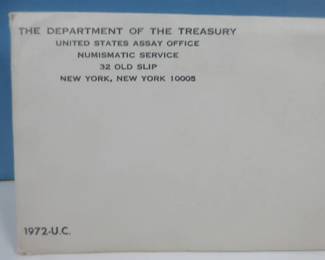 THE DEPARTMENT OF THE TREASURY
UNITED STATES ASSAY OFFICE
NUMISMATIC SERVICE
32 OLD SLIP
NEW YORK, NEW YORK 10005
1972-U.C.